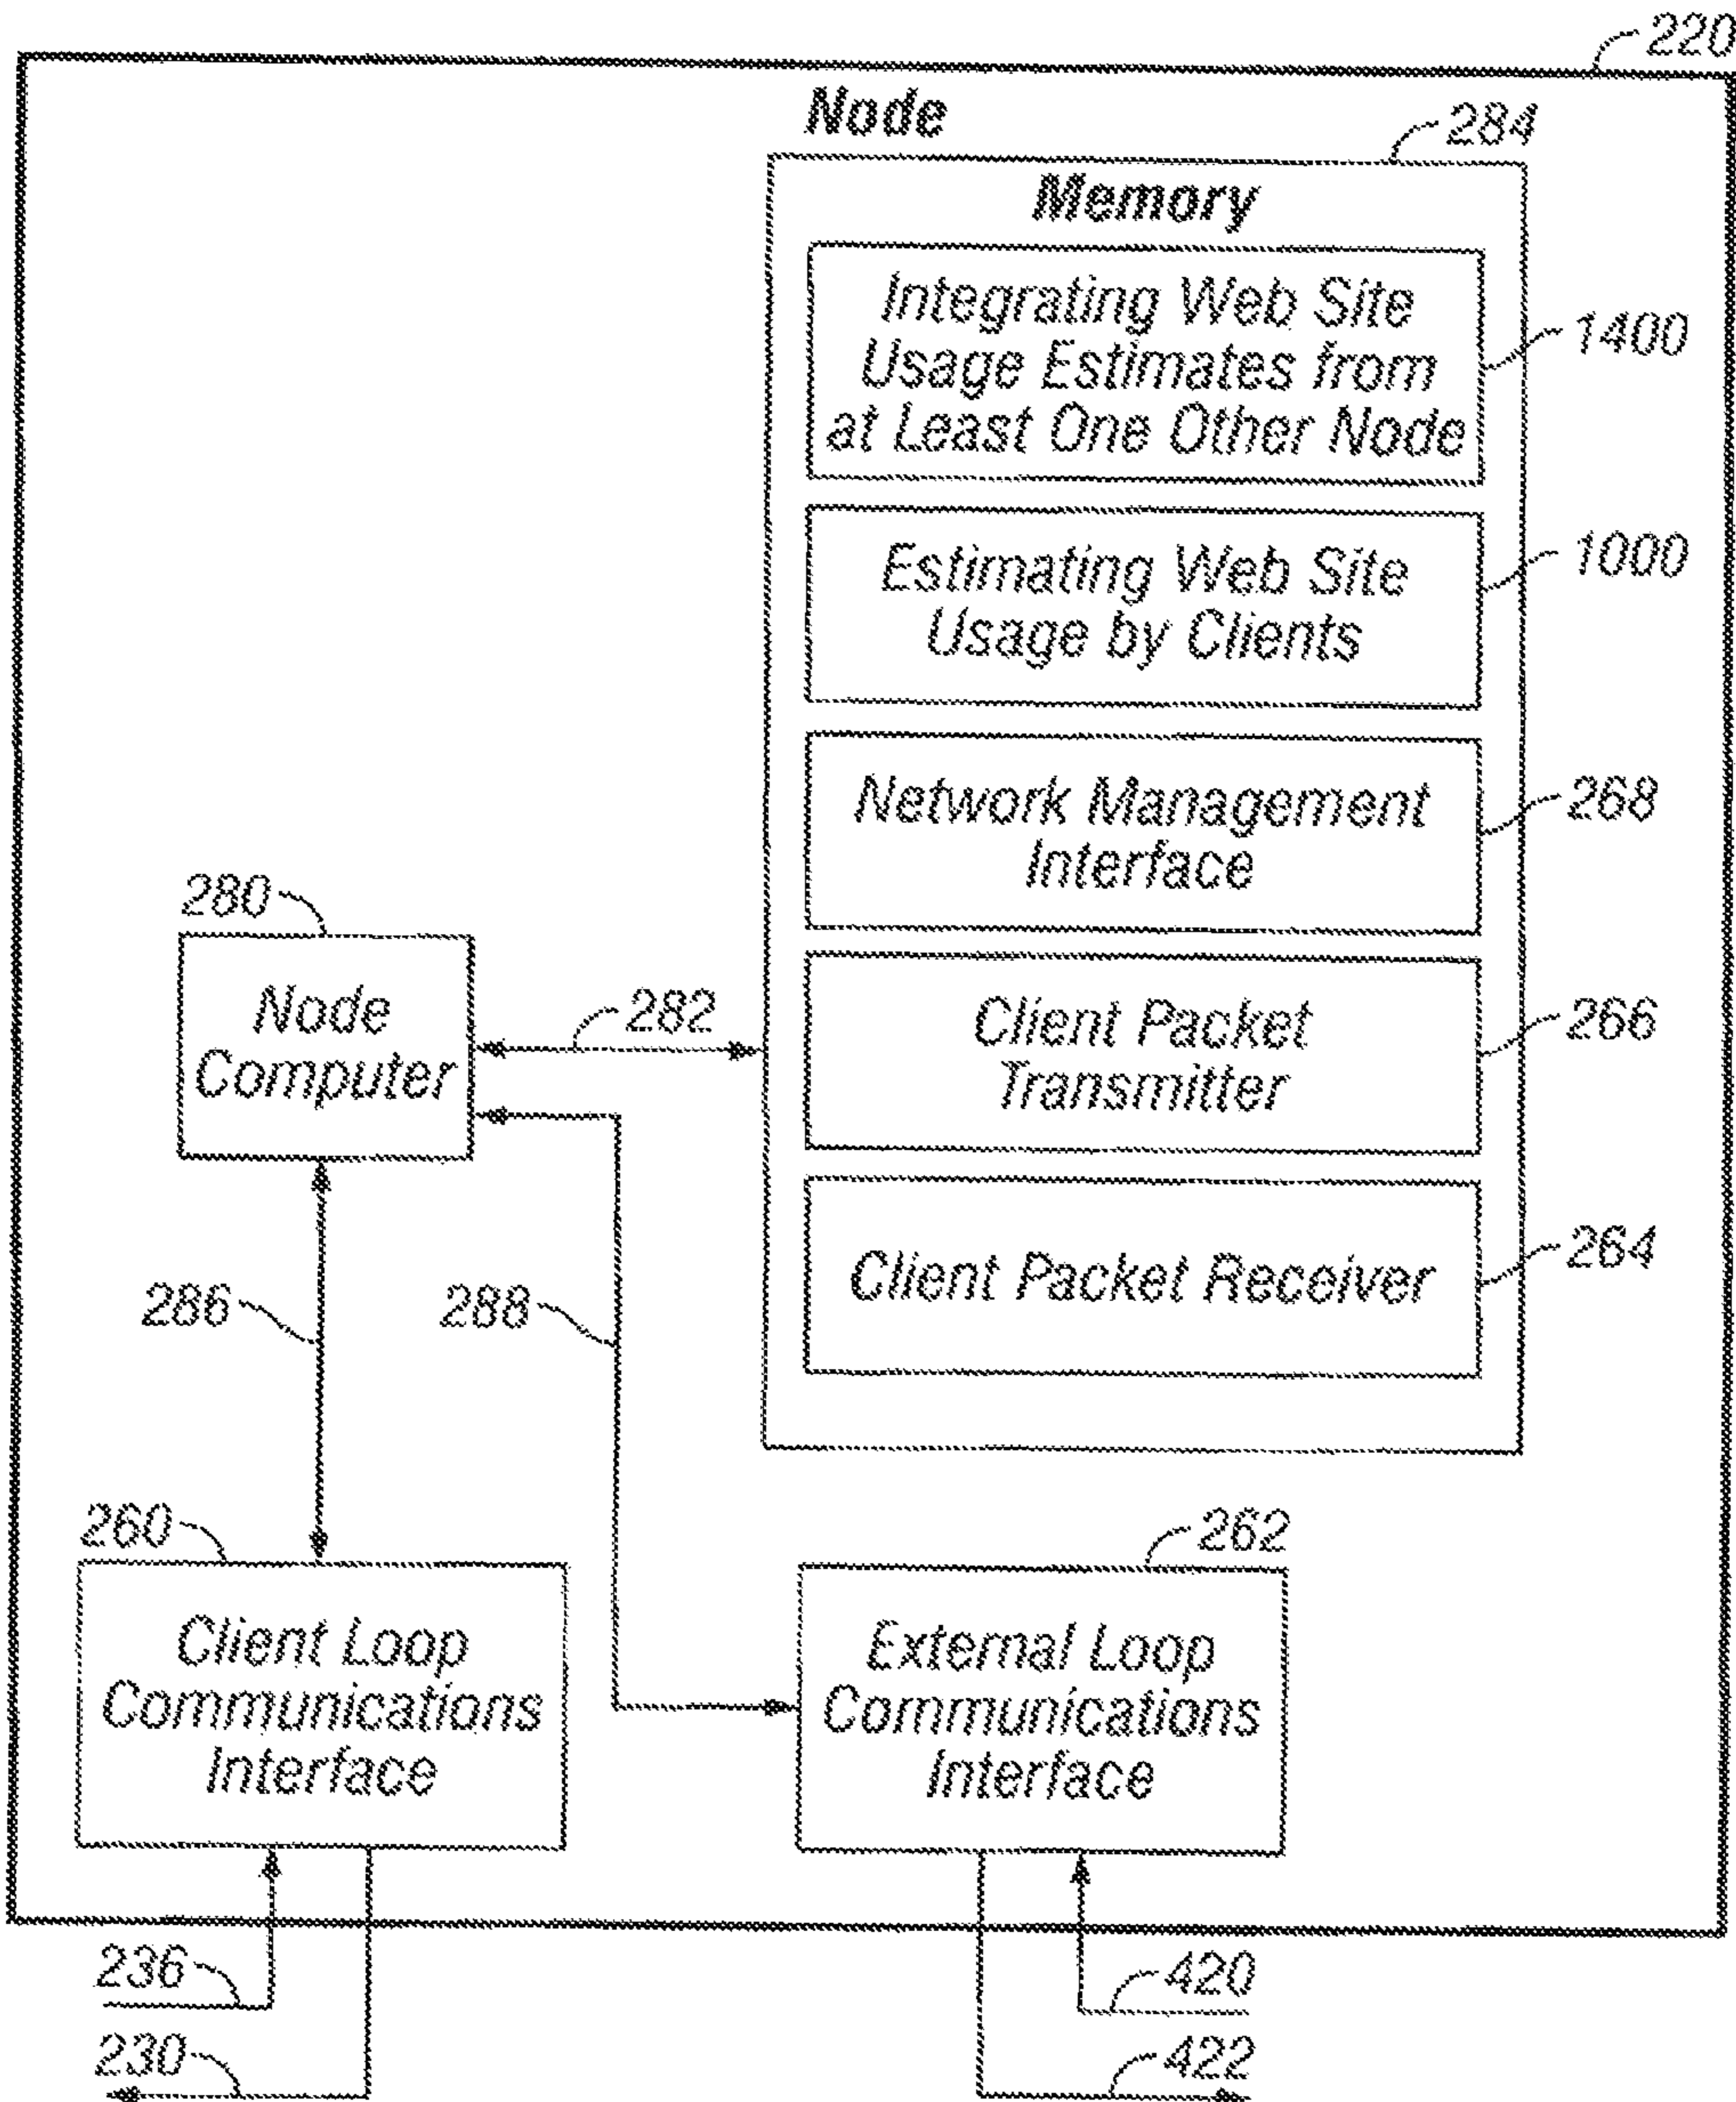 220
Node
284
Memory
Integrating Web Site
Usage Estimates from
at Least One Other Node
1400
Estimating Web Site
Usage by Clients
1000
Network Management
Interface
268
280
Node
Computer
282
Client Packet
Transmitter
266
Client Packet Receiver
264
286
288
260
262
Client Loop
Communications
Interface
External Loop
Communications
Interface
236
420
230
422